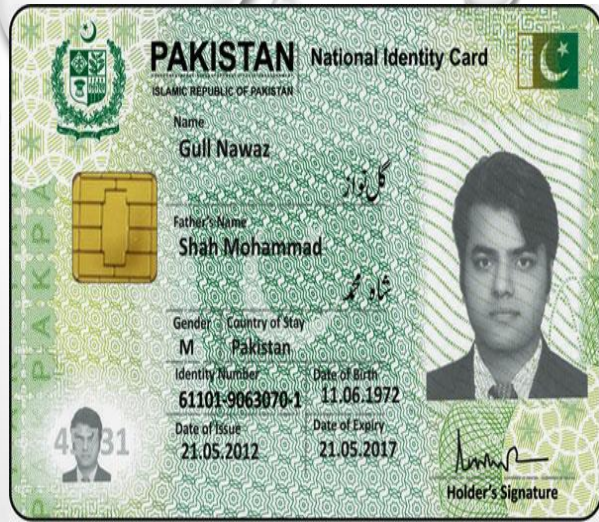 PAKISTAN National Identity Card
ISLAMIC REPUBLIC OF PAKISTAN
Name
Gull Nawaz
گل نواز
Father's Name
Shah Mohammad
شاہ محمد
Gender Country of Stay
M Pakistan
Identity Number Date of Birth
61101-9063070-1 11.06.1972
Date of Issue Date of Expiry
21.05.2012 21.05.2017
Holder's Signature